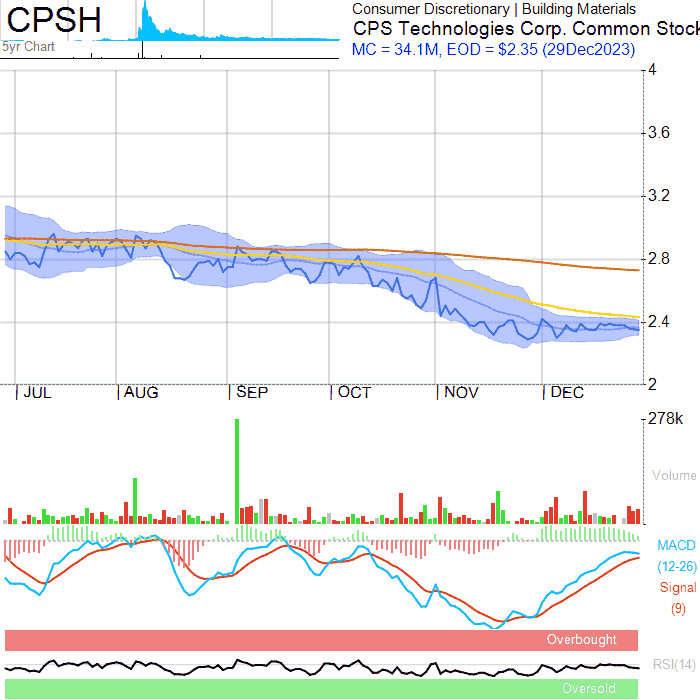 CPSH
5yr Chart
Consumer Discretionary | Building Materials
CPS Technologies Corp. Common Stock
MC = 34.1M, EOD = $2.35 (29Dec2023)
4
3.6
3.2
2.8
2.4
2
JUL
AUG
SEP
OCT
NOV
DEC
278k
Volume
MACD
(12-26)
Signal
(9)
Overbought
RSI(14)
Oversold